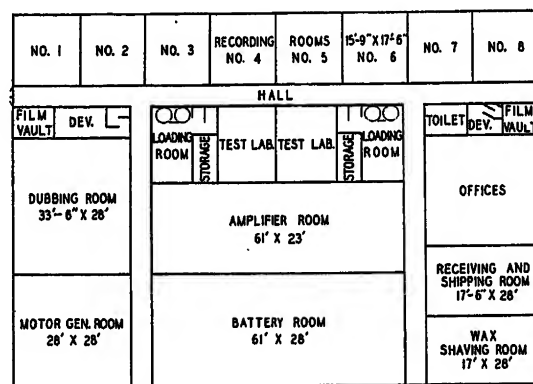 NO. 1
NO. 2
NO. 3
RECORDING
NO. 4
ROOMS
NO. 5
15'-9" X 17'-6"
NO. 6
NO. 7
NO. 8
HALL
FILM
VAULT
DEV.
LOADING
ROOM
STORAGE
TEST LAB.
TEST LAB.
STORAGE
LOADING
ROOM
TOILET
DEV.
FILM
VAULT
DUBBING ROOM
33'-6" X 28'
AMPLIFIER ROOM
61' X 23'
OFFICES
RECEIVING AND
SHIPPING ROOM
17'-6" X 28'
MOTOR GEN. ROOM
28' X 28'
BATTERY ROOM
61' X 28'
WAX
SHAVING ROOM
17' X 28'